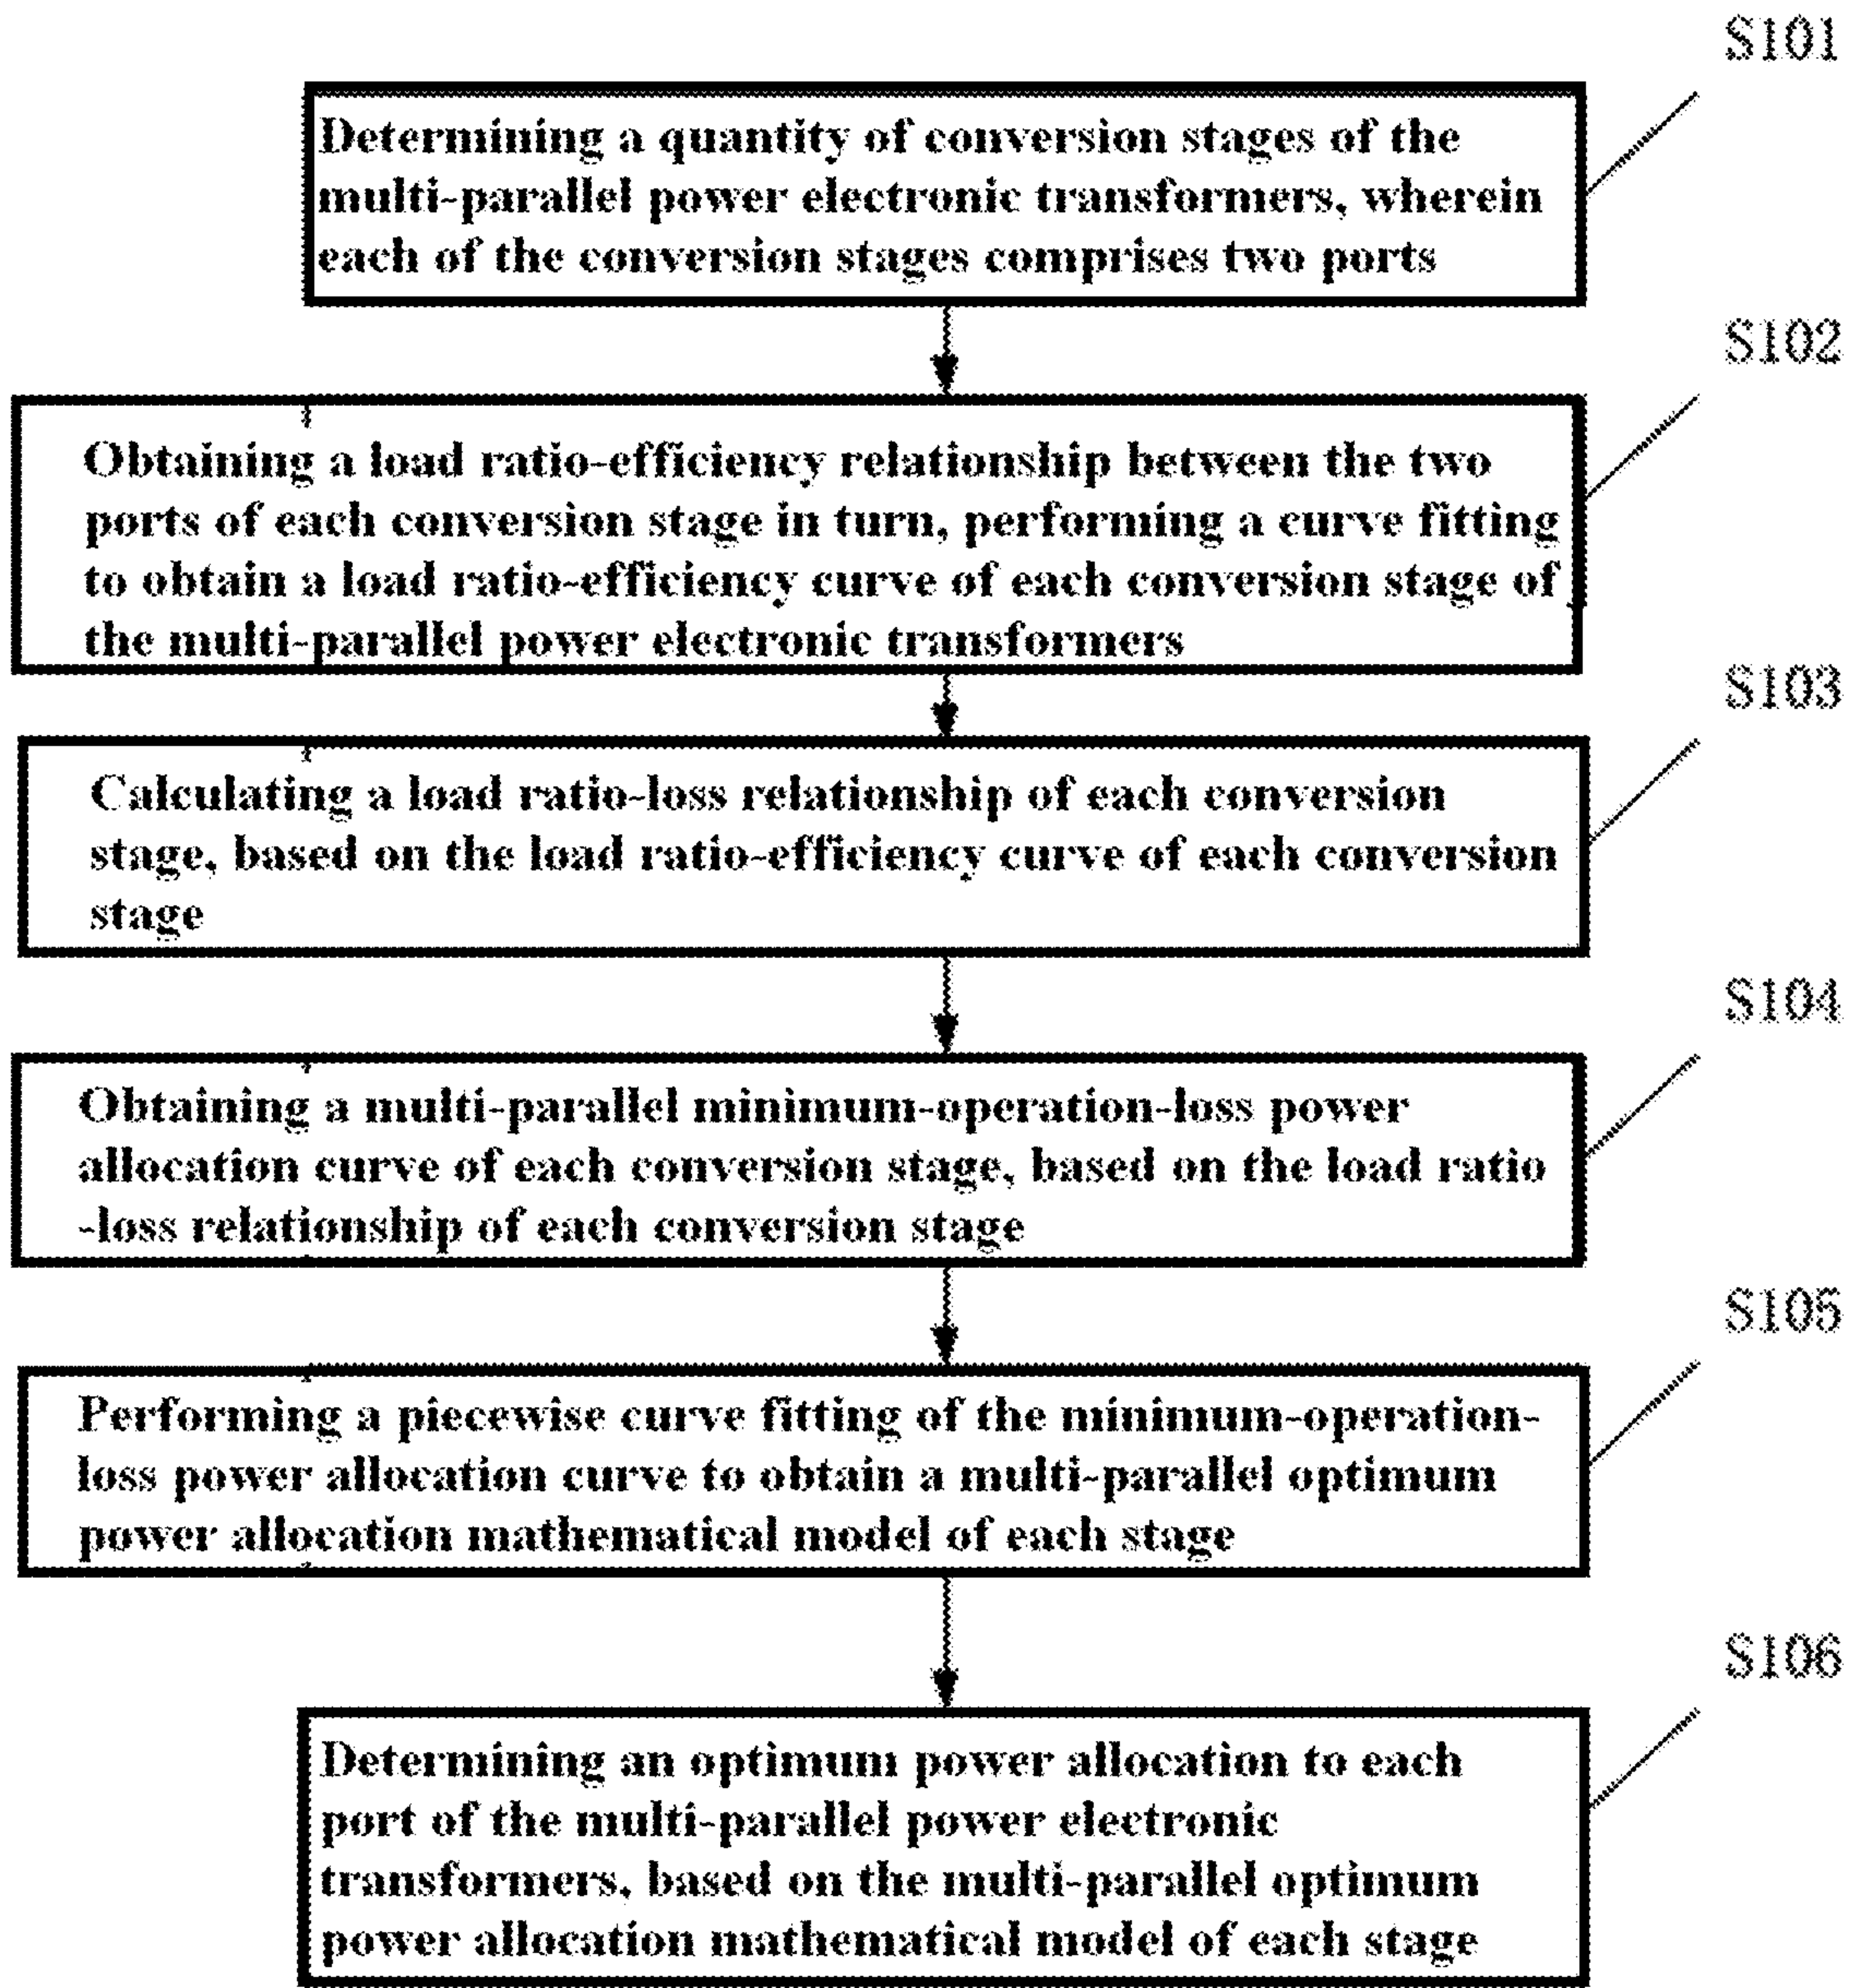 S101
Determining a quantity of conversion stages of the
multi-parallel power electronic transformers, wherein
each of the conversion stages comprises two ports
S102
Obtaining a load ratio-efficiency relationship between the two
ports of each conversion stage in turn, performing a curve fitting
to obtain a load ratio-efficiency curve of each conversion stage of
the multi-parallel power electronic transformers
S103
Calculating a load ratio-loss relationship of each conversion
stage, based on the load ratio-efficiency curve of each conversion
stage
S104
Obtaining a multi-parallel minimum-operation-loss power
allocation curve of each conversion stage, based on the load ratio
-loss relationship of each conversion stage
S105
Performing a piecewise curve fitting of the minimum-operation-
loss power allocation curve to obtain a multi-parallel optimum
power allocation mathematical model of each stage
S106
Determining an optimum power allocation to each
port of the multi-parallel power electronic
transformers, based on the multi-parallel optimum
power allocation mathematical model of each stage